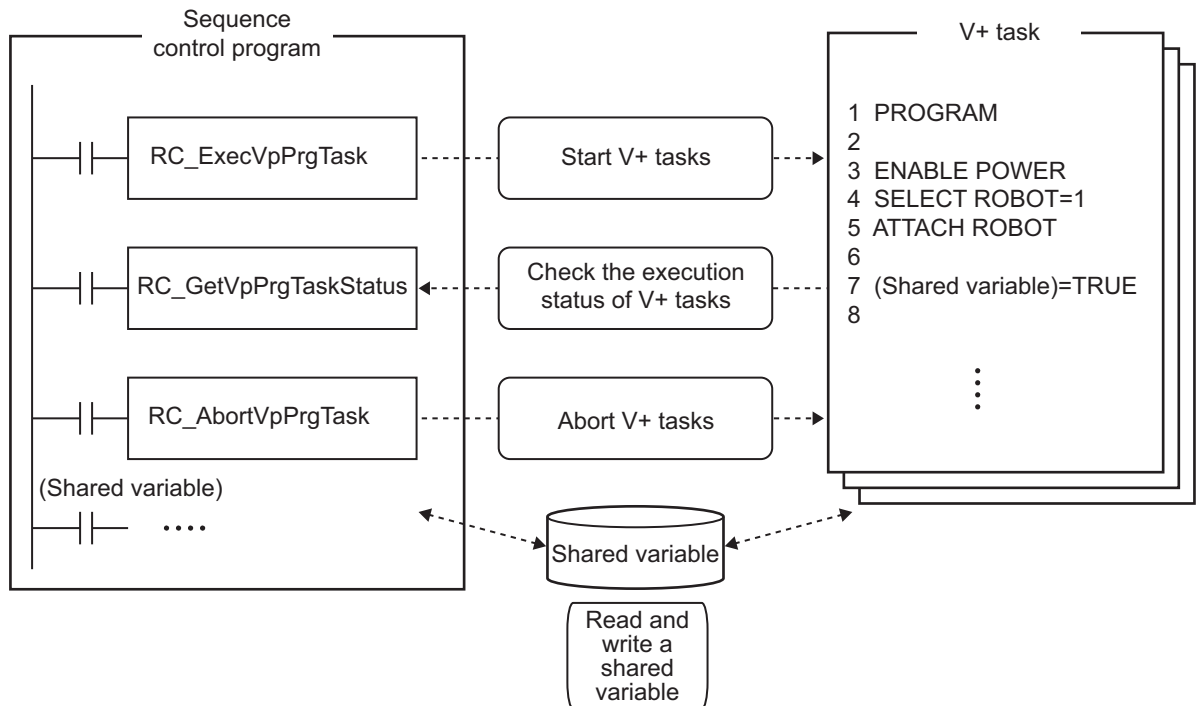 Sequence
control program
RC_ExecVpPrgTask
RC_GetVpPrgTaskStatus
RC_AbortVpPrgTask
(Shared variable)
Start V+ tasks
Check the execution
status of V+ tasks
Abort V+ tasks
Shared variable
Read and
write a
shared
variable
V+ task
1 PROGRAM
2
3 ENABLE POWER
4 SELECT ROBOT=1
5 ATTACH ROBOT
6
7 (Shared variable)=TRUE
8